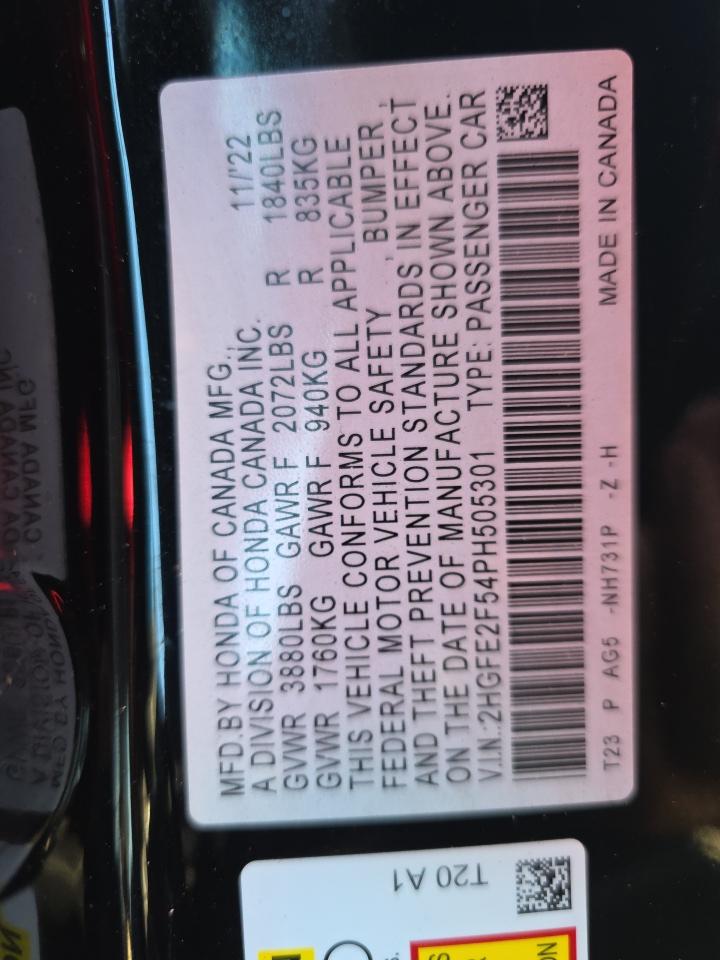 MFD.BY HONDA OF CANADA MFG., 11/'22
A DIVISION OF HONDA CANADA INC.
GVWR 3880LBS GAWR F 2072LBS R 1840LBS
GVWR 1760KG GAWR F 940KG R 835KG
THIS VEHICLE CONFORMS TO ALL APPLICABLE
FEDERAL MOTOR VEHICLE SAFETY , BUMPER ,
AND THEFT PREVENTION STANDARDS IN EFFECT
ON THE DATE OF MANUFACTURE SHOWN ABOVE.
V.I.N.:2HGFE2F54PH505301 TYPE: PASSENGER CAR
T23 P AG5 -NH731P -Z -H MADE IN CANADA
T20 A1